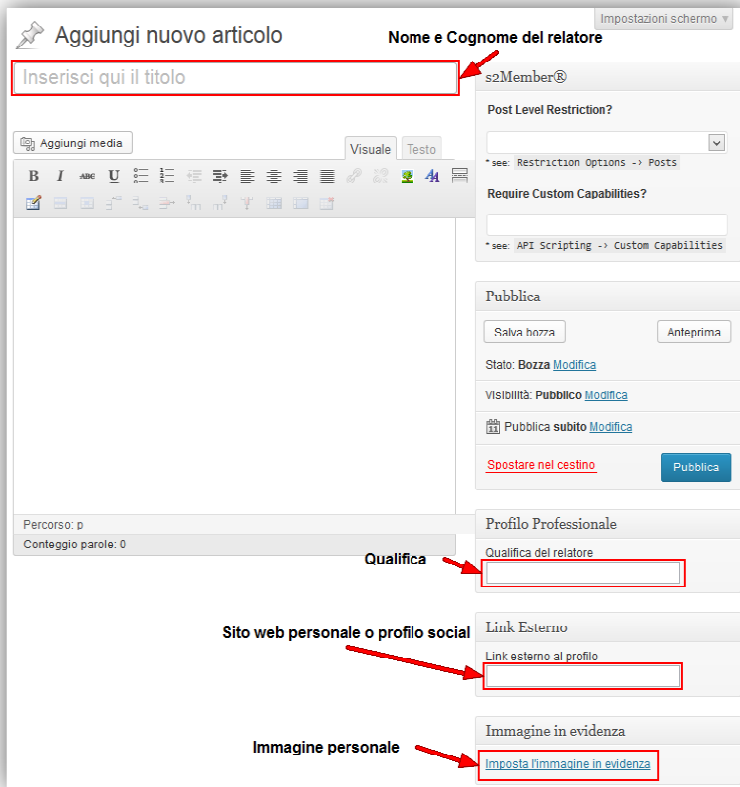 Impostazioni schermo
Aggiungi nuovo articolo
Nome e Cognome del relatore
Inserisci qui il titolo
s2Member®
Post Level Restriction?
* see: Restriction Options -> Posts
Require Custom Capabilities?
* see: API Scripting -> Custom Capabilities
Aggiungi media
Visuale Testo
B I ABC U
Pubblica
Salva bozza Anteprima
Stato: Bozza Modifica
Visibilità: Pubblico Modifica
11 Pubblica subito Modifica
Spostare nel cestino Pubblica
Percorso: p
Conteggio parole: 0
Profilo Professionale
Qualifica del relatore
Qualifica
Link Esterno
Sito web personale o profilo social
Link esterno al profilo
Immagine in evidenza
Immagine personale
Imposta l'immagine in evidenza